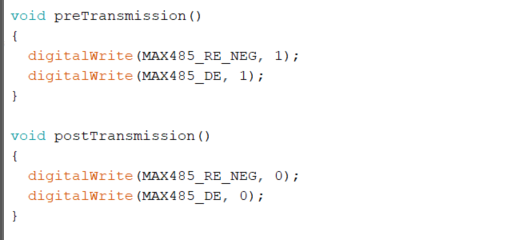 void preTransmission()
{
  digitalWrite(MAX485_RE_NEG, 1);
  digitalWrite(MAX485_DE, 1);
}

void postTransmission()
{
  digitalWrite(MAX485_RE_NEG, 0);
  digitalWrite(MAX485_DE, 0);
}